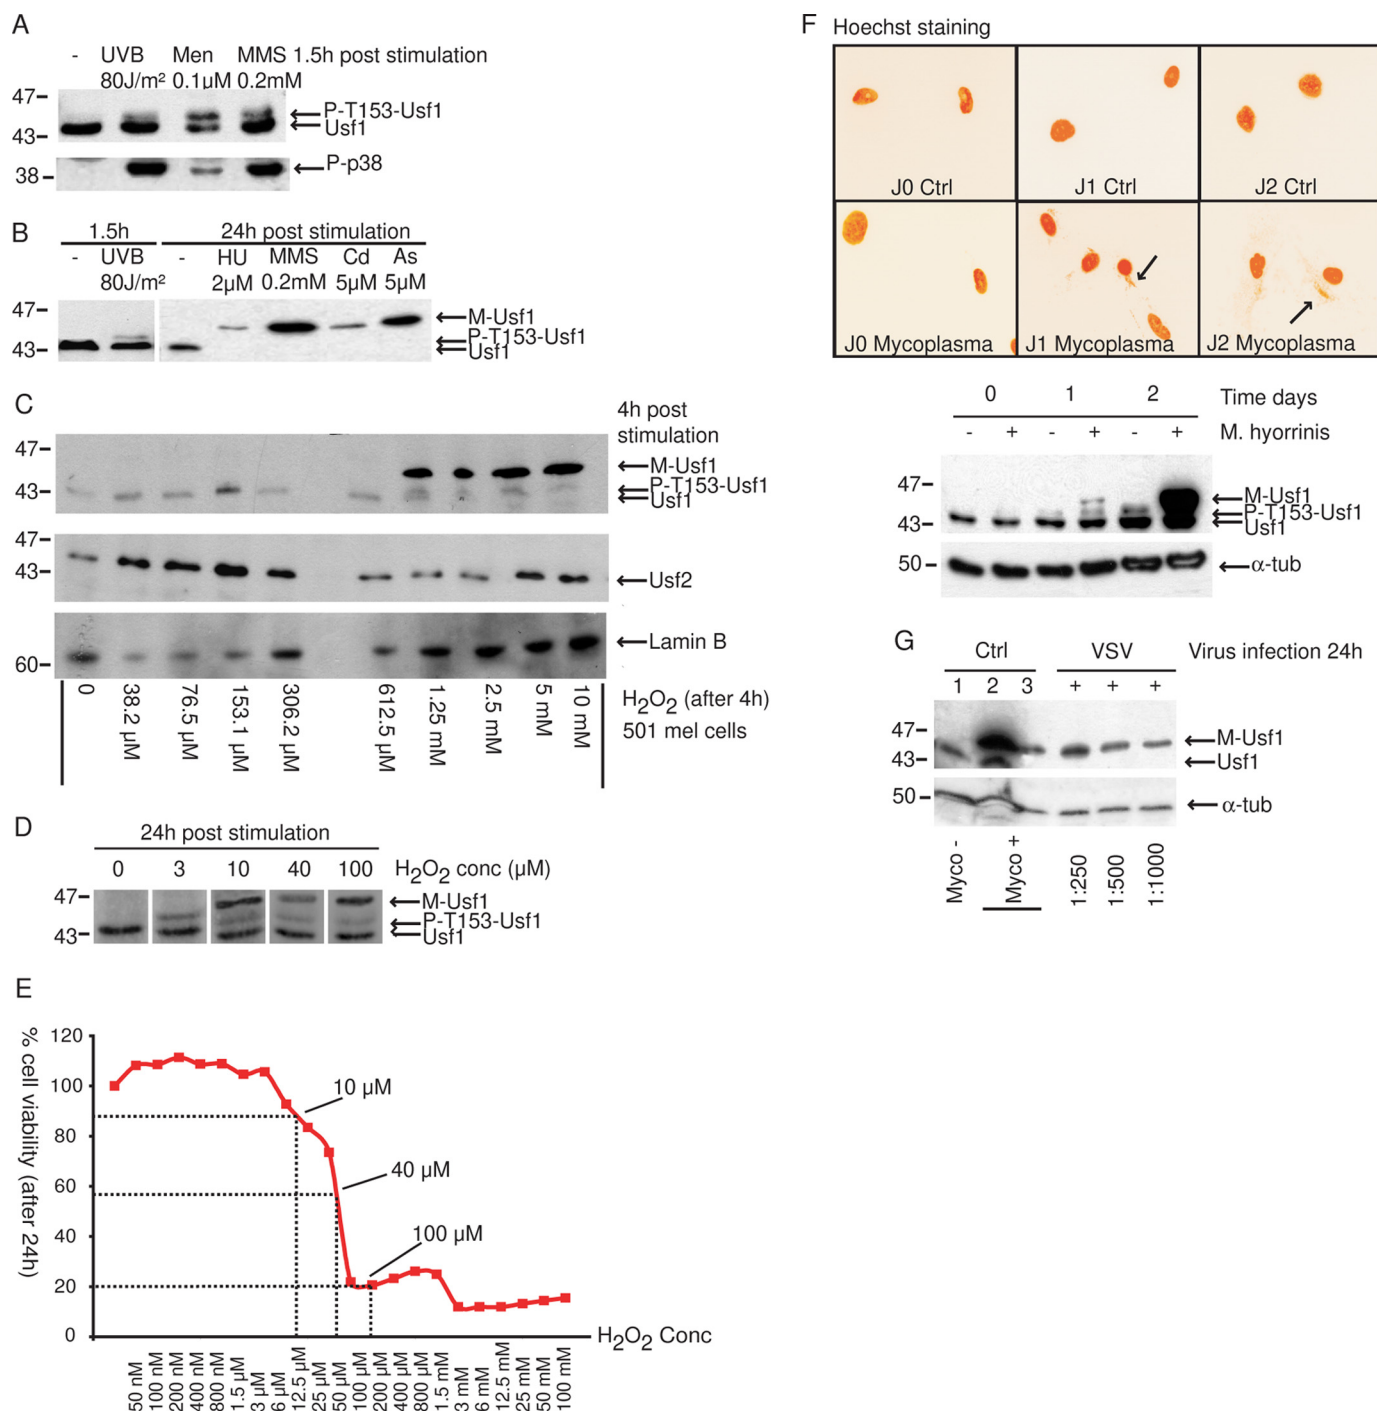 A
- UVB Men MMS 1.5h post stimulation
80J/m² 0.1µM 0.2mM
47
P-T153-Usf1
Usf1
43
P-p38
38
B
1.5h 24h post stimulation
- UVB - HU MMS Cd As
80J/m² 2µM 0.2mM 5µM 5µM
47
M-Usf1
P-T153-Usf1
43
Usf1
C
4h post
stimulation
47
M-Usf1
P-T153-Usf1
43
Usf1
47
43
Usf2
Lamin B
60
0 38.2 µM 76.5 µM 153.1 µM 306.2 µM 612.5 µM 1.25 mM 2.5 mM 5 mM 10 mM
H₂O₂ (after 4h)
501 mel cells
D
24h post stimulation
0 3 10 40 100 H₂O₂ conc (µM)
47
M-Usf1
P-T153-Usf1
43
Usf1
E
% cell viability (after 24h)
120
100
80
60
40
20
0
10 µM
40 µM
100 µM
H₂O₂ Conc
50 nM 100 nM 200 nM 400 nM 800 nM 1.5 µM 3 µM 6 µM 12.5 µM 25 µM 50 µM 100 µM 200 µM 400 µM 800 µM 1.5 mM 3 mM 6 mM 12.5 mM 25 mM 50 mM 100 mM
F Hoechst staining
J0 Ctrl J1 Ctrl J2 Ctrl
J0 Mycoplasma J1 Mycoplasma J2 Mycoplasma
0 1 2 Time days
- + - + - + M. hyorrinis
47
M-Usf1
P-T153-Usf1
43
Usf1
50
α-tub
G
Ctrl VSV Virus infection 24h
1 2 3 + + +
47
M-Usf1
43
Usf1
50
α-tub
Myco - Myco + 1:250 1:500 1:1000